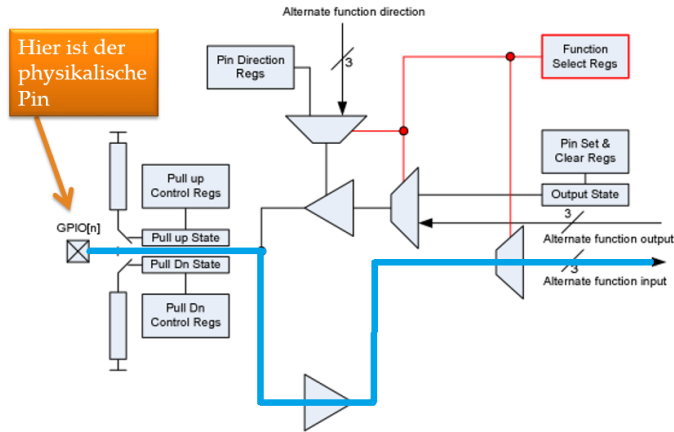 Alternate function direction
Hier ist der
physikalische
Pin
Pin Direction
Regs
3
Function
Select Regs
Pin Set &
Clear Regs
Pull up
Control Regs
Output State
3
GPIO[n]
Pull up State
Alternate function output
Pull Dn State
3
Alternate function input
Pull Dn
Control Regs